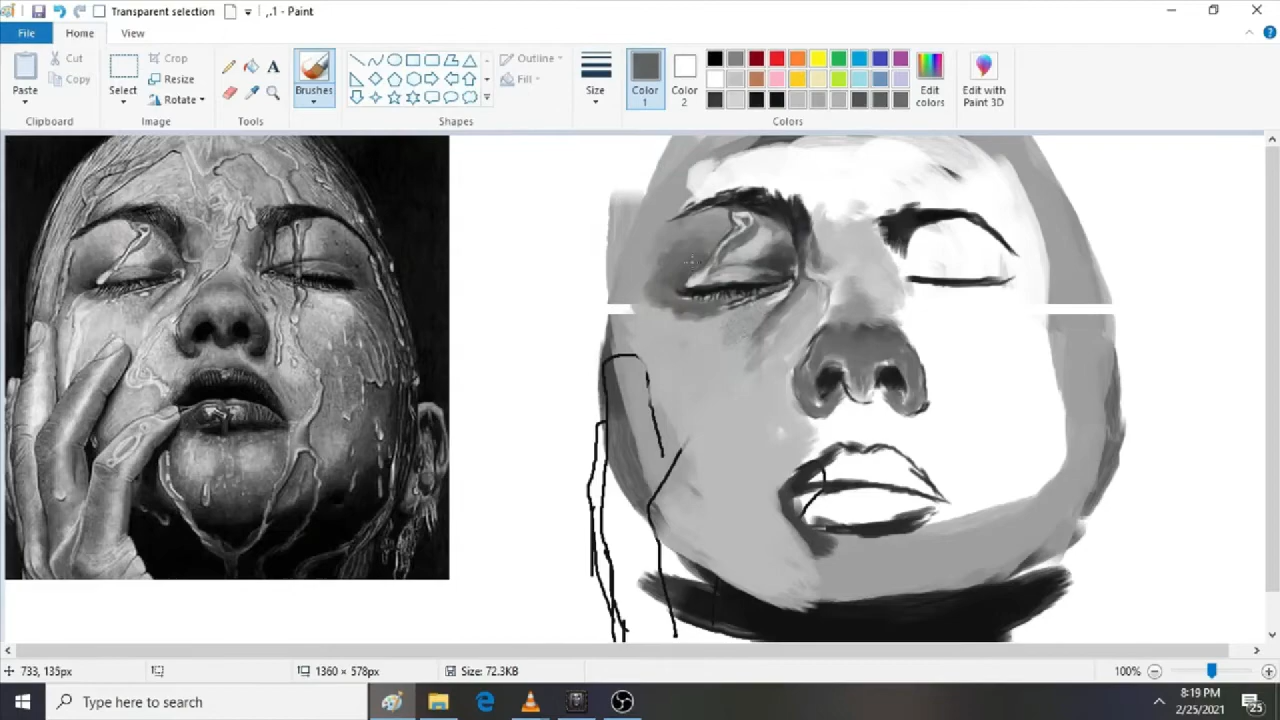 Transparent selection
,.1 - Paint
File
Home
View
Paste
Cut
Copy
Clipboard
Select
Crop
Resize
Rotate
Image
A
Tools
Brushes
Outline
Fill
Shapes
Size
Color
1
Color
2
Edit
colors
Edit with
Paint 3D
Colors
733, 135px
1360 × 578px
Size: 72.3KB
100%
Type here to search
8:19 PM
2/25/2021
25